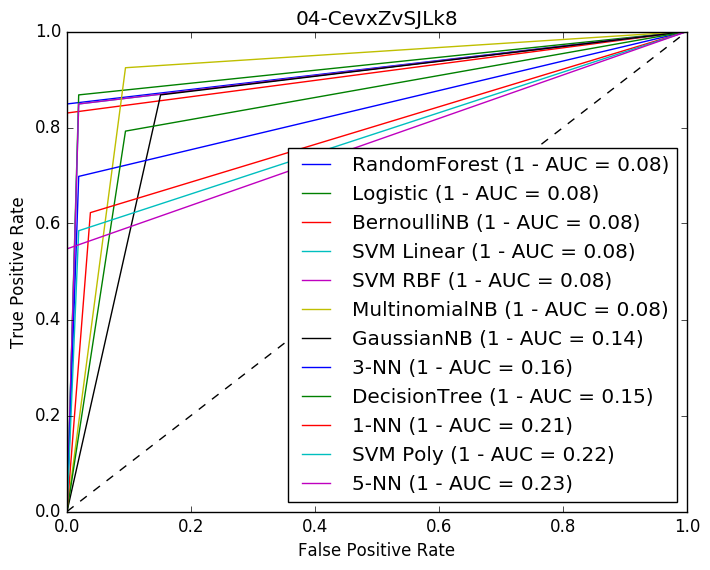 04-CevxZvSJLk8
1.0
0.8
0.6
0.4
0.2
0.0
True Positive Rate
RandomForest (1 - AUC = 0.08)
Logistic (1 - AUC = 0.08)
BernoulliNB (1 - AUC = 0.08)
SVM Linear (1 - AUC = 0.08)
SVM RBF (1 - AUC = 0.08)
MultinomialNB (1 - AUC = 0.08)
GaussianNB (1 - AUC = 0.14)
3-NN (1 - AUC = 0.16)
DecisionTree (1 - AUC = 0.15)
1-NN (1 - AUC = 0.21)
SVM Poly (1 - AUC = 0.22)
5-NN (1 - AUC = 0.23)
0.0 0.2 0.4 0.6 0.8 1.0
False Positive Rate